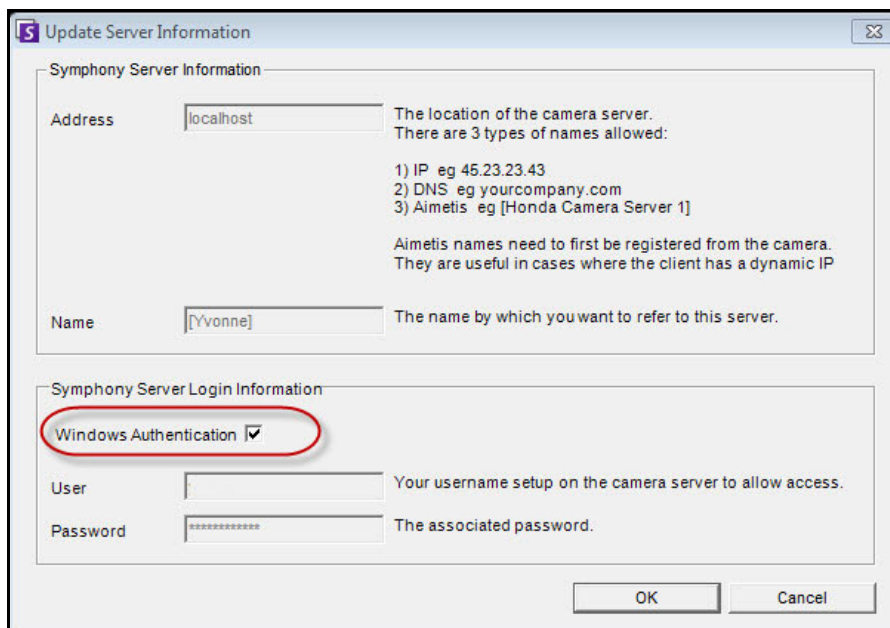 Update Server Information
Symphony Server Information
Address
localhost
The location of the camera server.
There are 3 types of names allowed:
1) IP eg 45.23.23.43
2) DNS eg yourcompany.com
3) Aimetis eg [Honda Camera Server 1]
Aimetis names need to first be registered from the camera.
They are useful in cases where the client has a dynamic IP
Name
[Yvonne]
The name by which you want to refer to this server.
Symphony Server Login Information
Windows Authentication
User
Your username setup on the camera server to allow access.
Password
************
The associated password.
OK
Cancel